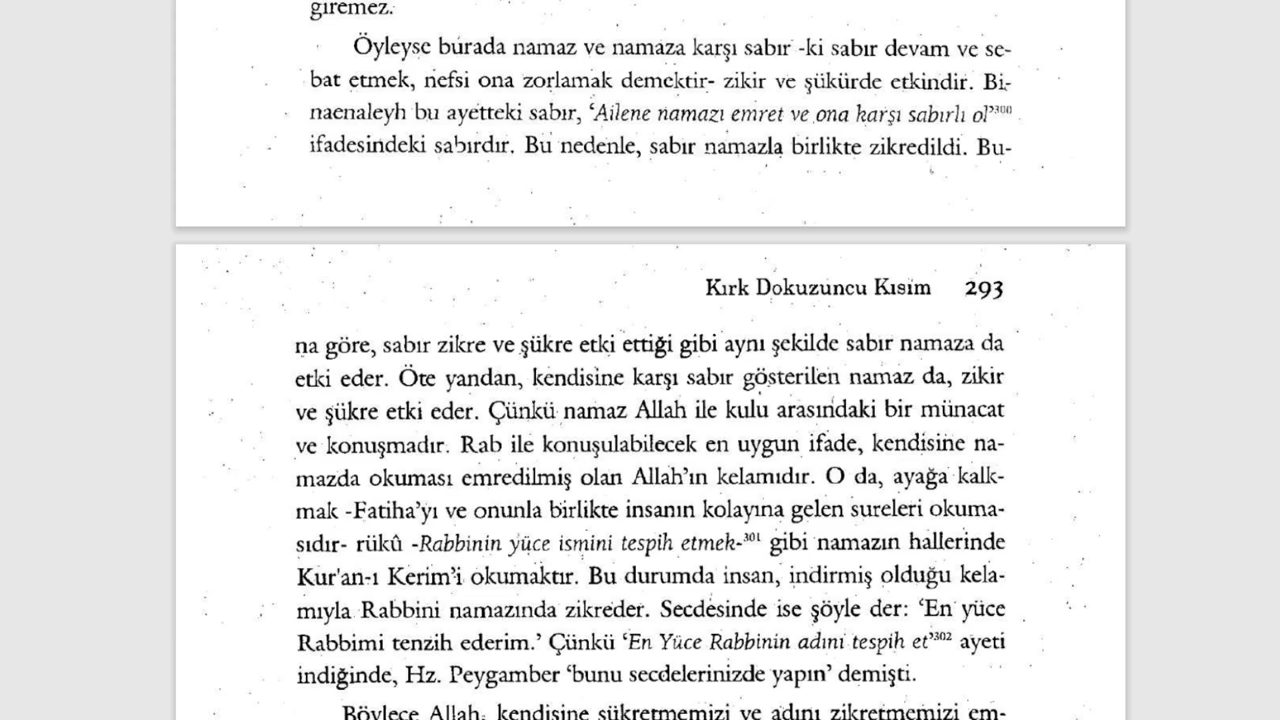 giremez.
Öyleyse burada namaz ve namaza karşı sabır -ki sabır devam ve se-
bat etmek, nefsi ona zorlamak demektir- zikir ve şükürde etkindir. Bi-
naenaleyh bu ayetteki sabır, ‘Ailene namazı emret ve ona karşı sabırlı ol’300
ifadesindeki sabırdır. Bu nedenle, sabır namazla birlikte zikredildi. Bu-
Kırk Dokuzuncu Kısım 293
na göre, sabır zikre ve şükre etki ettiği gibi aynı şekilde sabır namaza da
etki eder. Öte yandan, kendisine karşı sabır gösterilen namaz da, zikir
ve şükre etki eder. Çünkü namaz Allah ile kulu arasındaki bir münacat
ve konuşmadır. Rab ile konuşulabilecek en uygun ifade, kendisine na-
mazda okuması emredilmiş olan Allah’ın kelamıdır. O da, ayağa kalk-
mak -Fatiha’yı ve onunla birlikte insanın kolayına gelen sureleri okuma-
sıdır- rükû -Rabbinin yüce ismini tespih etmek-301 gibi namazın hallerinde
Kur'an-ı Kerim’i okumaktır. Bu durumda insan, indirmiş olduğu kela-
mıyla Rabbini namazında zikreder. Secdesinde ise şöyle der: ‘En yüce
Rabbimi tenzih ederim.’ Çünkü ‘En Yüce Rabbinin adını tespih et’302 ayeti
indiğinde, Hz. Peygamber ‘bunu secdelerinizde yapın’ demişti.
Böylece Allah, kendisine şükretmemizi ve adını zikretmemizi em-